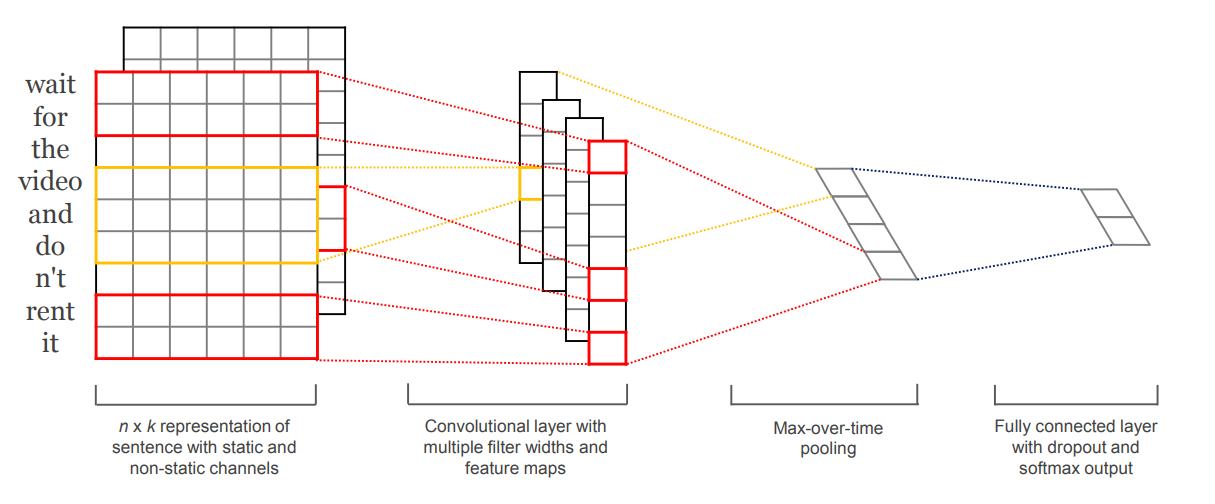 wait
for
the
video
and
do
n't
rent
it
n x k representation of
sentence with static and
non-static channels
Convolutional layer with
multiple filter widths and
feature maps
Max-over-time
pooling
Fully connected layer
with dropout and
softmax output